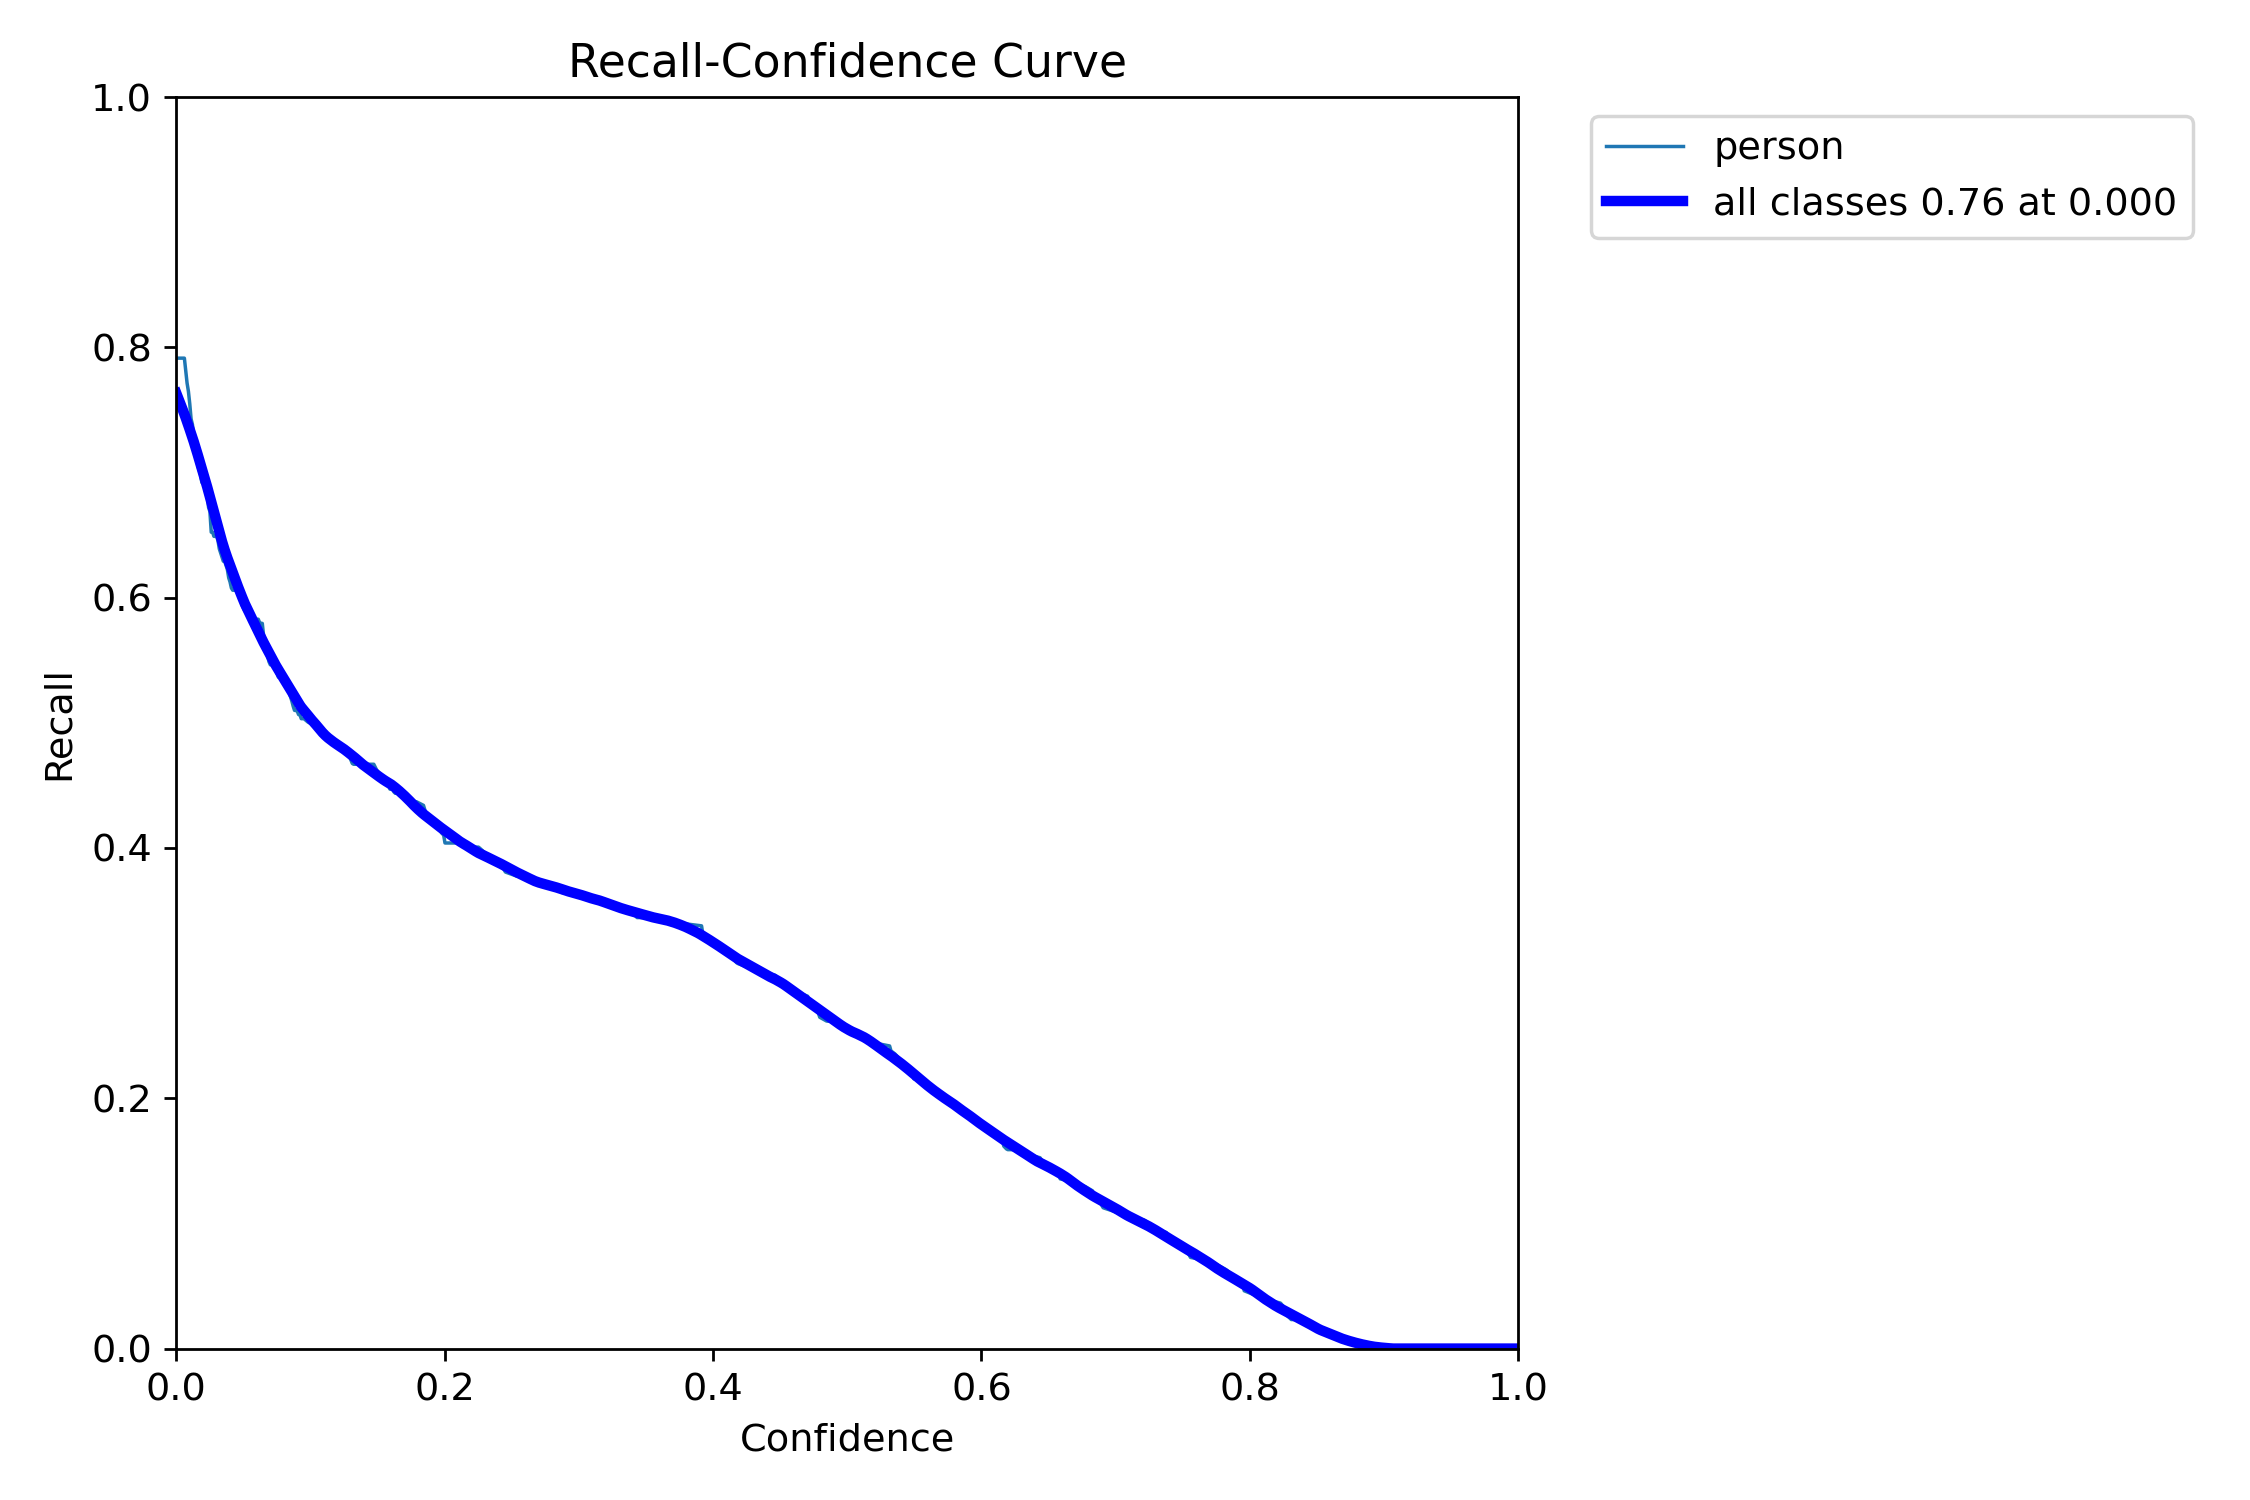 Recall-Confidence Curve
1.0
0.8
0.6
0.4
0.2
0.0
Recall
0.0 0.2 0.4 0.6 0.8 1.0
Confidence
person
all classes 0.76 at 0.000